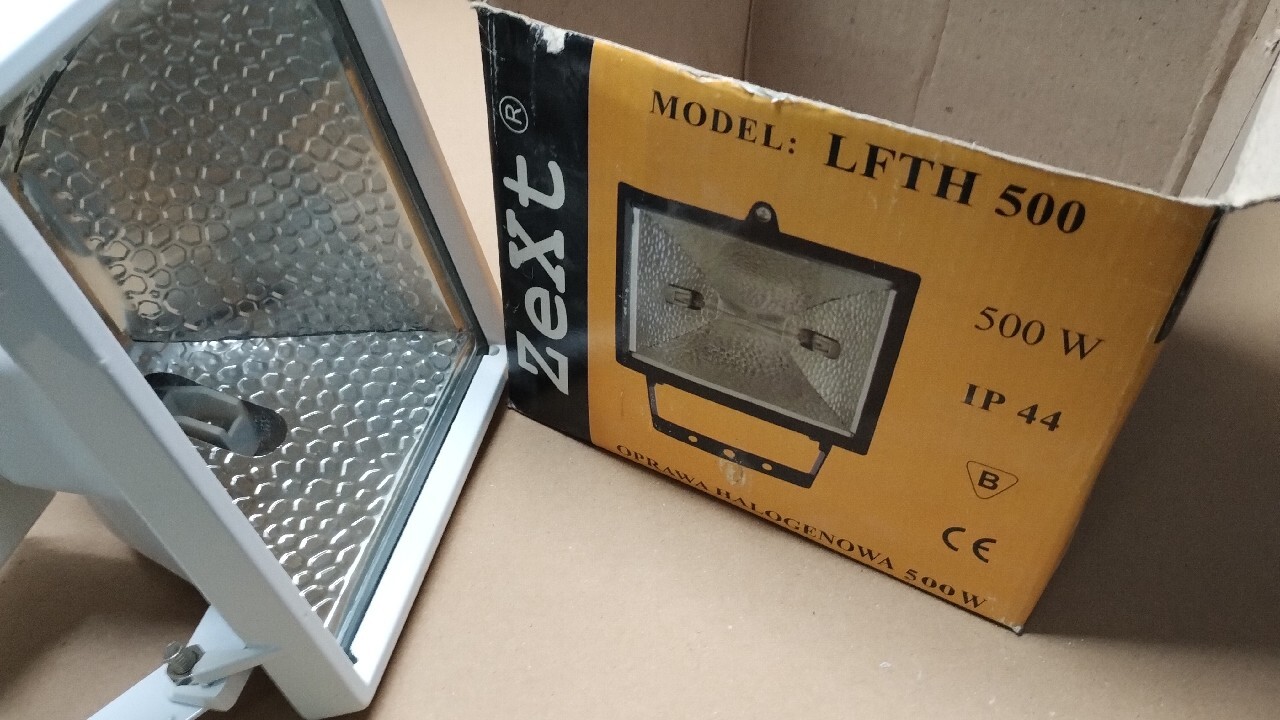 zext®
MODEL: LFTH 500
500 W
IP 44
B
CE
OPRAWA HALOGENOWA 500W